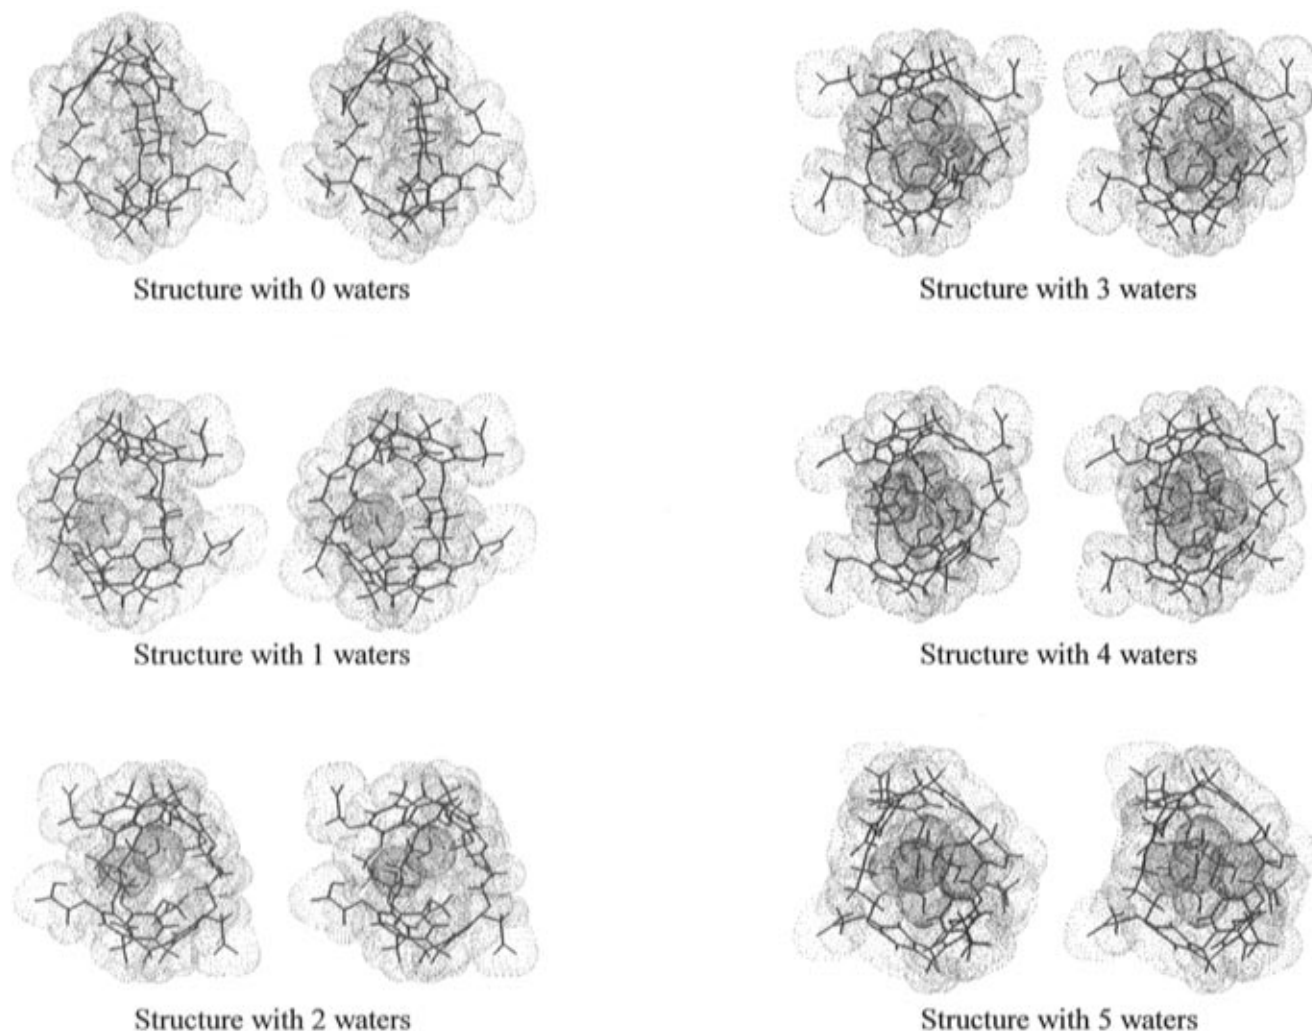 Structure with 0 waters
Structure with 3 waters
Structure with 1 waters
Structure with 4 waters
Structure with 2 waters
Structure with 5 waters